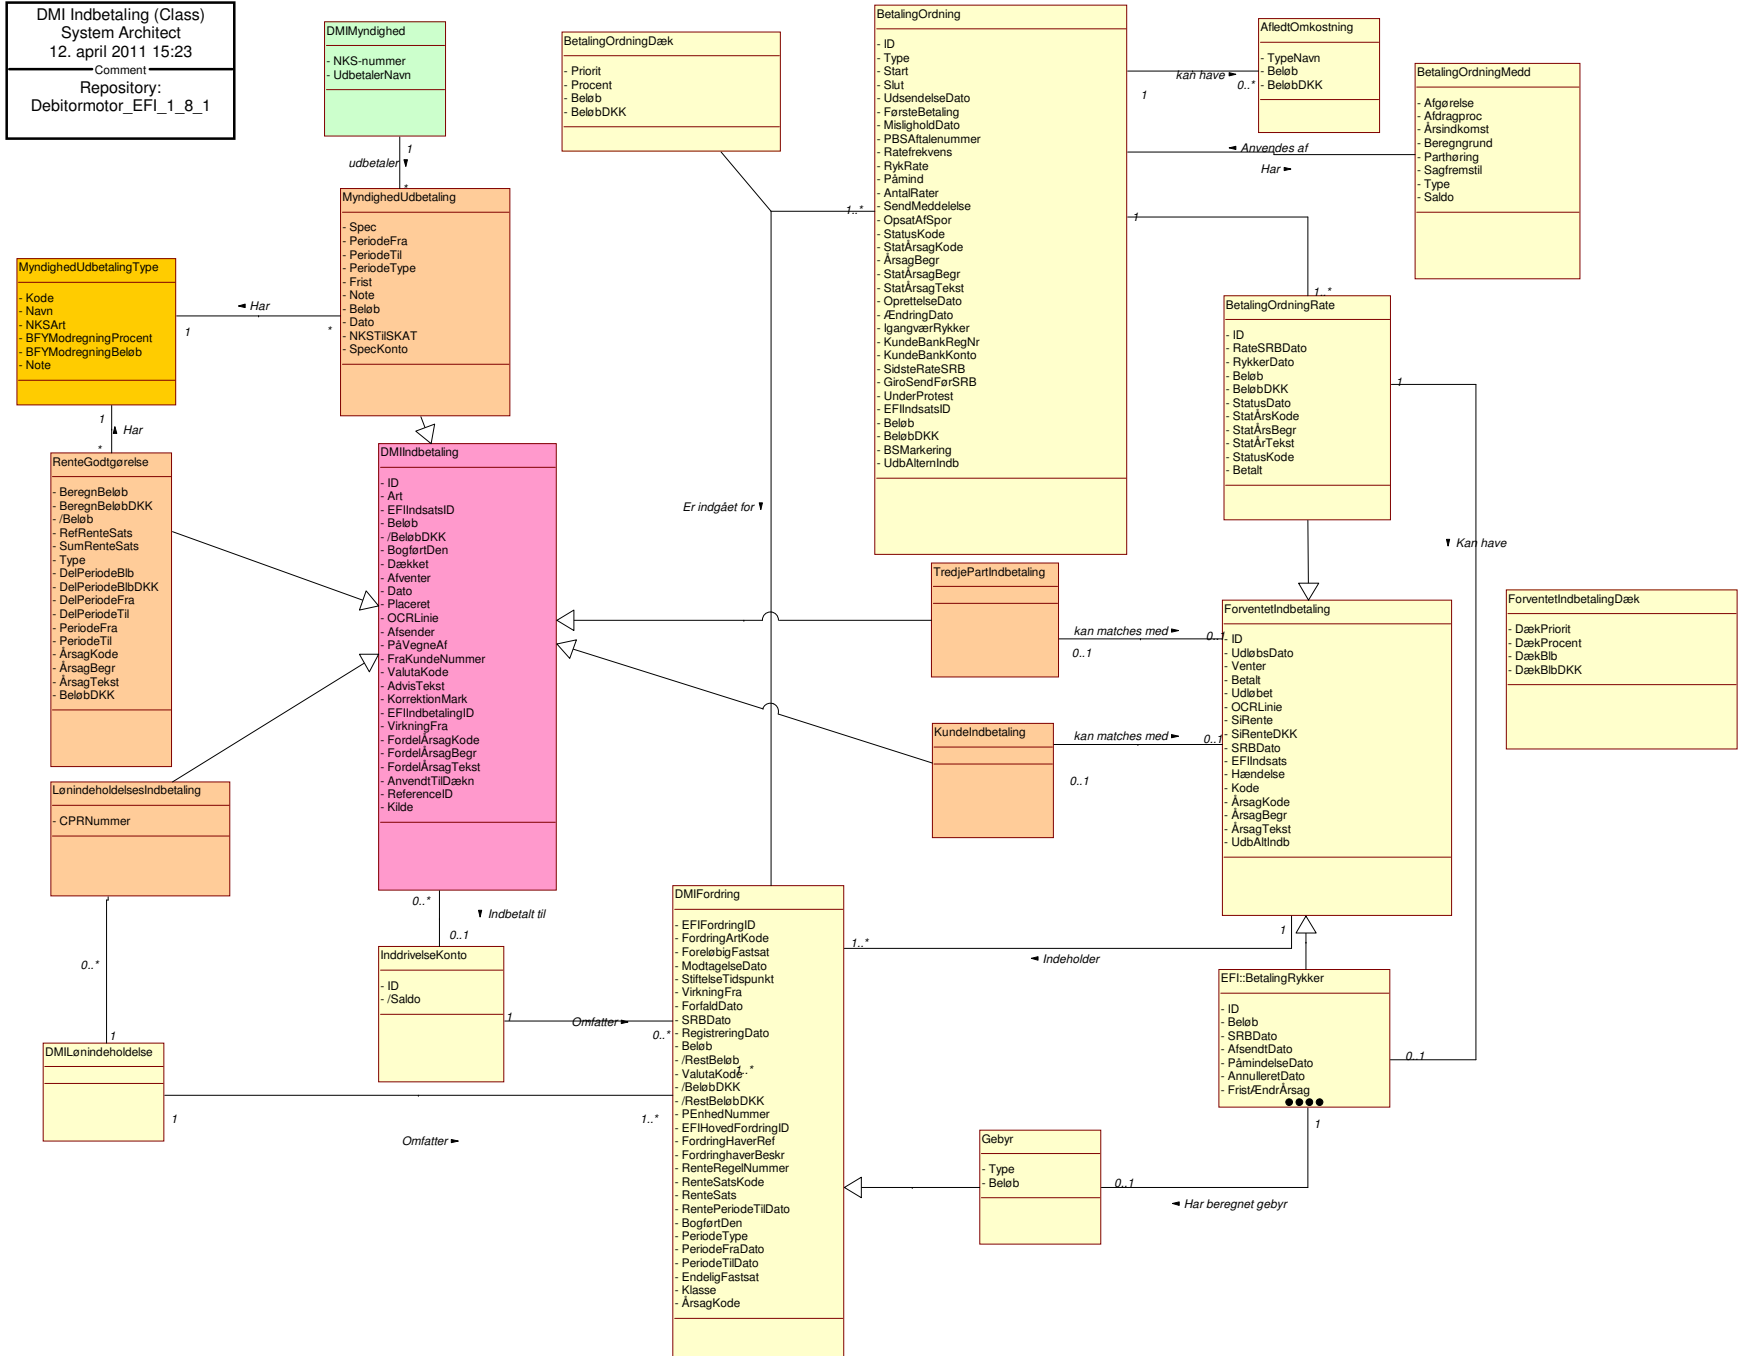 DMI Indbetaling (Class)
System Architect
12. april 2011 15:23
Comment
Repository:
Debitormotor_EFI_1_8_1
DMIMyndighed
- NKS-nummer
- UdbetalerNavn
1
udbetaler
*
BetalingOrdningDæk
- Priorit
- Procent
- Beløb
- BeløbDKK
BetalingOrdning
- ID
- Type
- Start
- Slut
- UdsendelseDato
- FørsteBetaling
- MisligholdDato
- PBSAftalenummer
- Ratefrekvens
- RykRate
- Påmind
- AntalRater
- SendMeddelelse
- OpsatAfSpor
- StatusKode
- StatÅrsagKode
- ÅrsagBegr
- StatÅrsagBegr
- StatÅrsagTekst
- OprettelseDato
- ÆndringDato
- IgangværRykker
- KundeBankRegNr
- KundeBankKonto
- SidsteRateSRB
- GiroSendFørSRB
- UnderProtest
- EFIIndsatsID
- Beløb
- BeløbDKK
- BSMarkering
- UdbAlternIndb
kan have
1
0..*
AfledtOmkostning
- TypeNavn
- Beløb
- BeløbDKK
BetalingOrdningMedd
- Afgørelse
- Afdragproc
- Årsindkomst
- Beregngrund
- Parthøring
- Sagfremstil
- Type
- Saldo
Anvendes af
Har
1..*
1
1..*
MyndighedUdbetaling
- Spec
- PeriodeFra
- PeriodeTil
- PeriodeType
- Frist
- Note
- Beløb
- Dato
- NKSTilSKAT
- SpecKonto
MyndighedUdbetalingType
- Kode
- Navn
- NKSArt
- BFYModregningProcent
- BFYModregningBeløb
- Note
Har
1
*
1
Har
*
BetalingOrdningRate
- ID
- RateSRBDato
- RykkerDato
- Beløb
- BeløbDKK
- StatusDato
- StatÅrsKode
- StatÅrsBegr
- StatÅrTekst
- StatusKode
- Betalt
1
Kan have
0..1
RenteGodtgørelse
- BeregnBeløb
- BeregnBeløbDKK
- /Beløb
- RefRenteSats
- SumRenteSats
- Type
- DelPeriodeBlb
- DelPeriodeBlbDKK
- DelPeriodeFra
- DelPeriodeTil
- PeriodeFra
- PeriodeTil
- ÅrsagKode
- ÅrsagBegr
- ÅrsagTekst
- BeløbDKK
DMIIndbetaling
- ID
- Art
- EFIIndsatsID
- Beløb
- /BeløbDKK
- BogførtDen
- Dækket
- Afventer
- Dato
- Placeret
- OCRLinie
- Afsender
- PåVegneAf
- FraKundeNummer
- ValutaKode
- AdvisTekst
- KorrektionMark
- EFIIndbetalingID
- VirkningFra
- FordelÅrsagKode
- FordelÅrsagBegr
- FordelÅrsagTekst
- AnvendtTilDækn
- ReferenceID
- Kilde
Er indgået for
TredjePartIndbetaling
kan matches med
0..1
0..1
KundeIndbetaling
kan matches med
0..1
0..1
ForventetIndbetaling
- ID
- UdløbsDato
- Venter
- Betalt
- Udløbet
- OCRLinie
- SiRente
- SiRenteDKK
- SRBDato
- EFIIndsats
- Hændelse
- Kode
- ÅrsagKode
- ÅrsagBegr
- ÅrsagTekst
- UdbAltIndb
ForventetIndbetalingDæk
- DækPriorit
- DækProcent
- DækBlb
- DækBlbDKK
LønindeholdelsesIndbetaling
- CPRNummer
0..*
1
DMILønindeholdelse
1
Omfatter
1..*
0..*
Indbetalt til
0..1
InddrivelseKonto
- ID
- /Saldo
1
Omfatter
0..*
DMIFordring
- EFIFordringID
- FordringArtKode
- ForeløbigFastsat
- ModtagelseDato
- StiftelseTidspunkt
- VirkningFra
- ForfaldDato
- SRBDato
- RegistreringDato
- Beløb
- /RestBeløb
- ValutaKode
1..*
- /BeløbDKK
- /RestBeløbDKK
- PEnhedNummer
- EFIHovedFordringID
- FordringHaverRef
- FordringhaverBeskr
- RenteRegelNummer
- RenteSatsKode
- RenteSats
- RentePeriodeTilDato
- BogførtDen
- PeriodeType
- PeriodeFraDato
- PeriodeTilDato
- EndeligFastsat
- Klasse
- ÅrsagKode
1..*
Indeholder
1
EFI::BetalingRykker
- ID
- Beløb
- SRBDato
- AfsendtDato
- PåmindelseDato
- AnnulleretDato
- FristÆndrÅrsag
1
Gebyr
- Type
- Beløb
0..1
Har beregnet gebyr